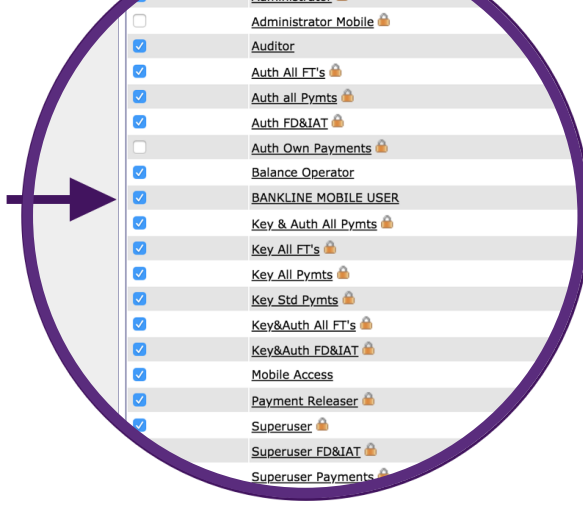 Administrator
Administrator Mobile
Auditor
Auth All FT's
Auth all Pymts
Auth FD&IAT
Auth Own Payments
Balance Operator
BANKLINE MOBILE USER
Key & Auth All Pymts
Key All FT's
Key All Pymts
Key Std Pymts
Key&Auth All FT's
Key&Auth FD&IAT
Mobile Access
Payment Releaser
Superuser
Superuser FD&IAT
Superuser Payments